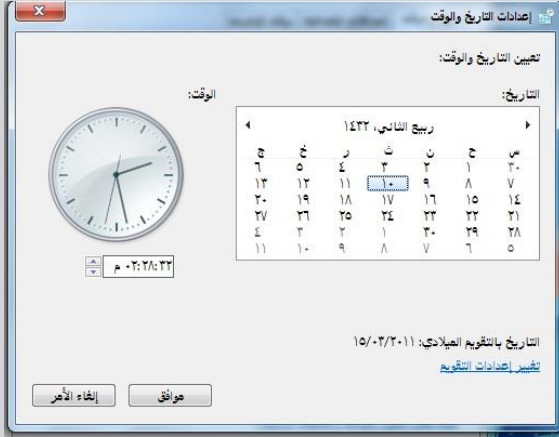 إعدادات التاريخ والوقت
تعيين التاريخ والوقت:
التاريخ:
الوقت:
ربيع الثاني، ١٤٣٢
س ح ن ث ر خ ج
٣٠ ١ ٢ ٣ ٤ ٥ ٦
٧ ٨ ٩ ١٠ ١١ ١٢ ١٣
١٤ ١٥ ١٦ ١٧ ١٨ ١٩ ٢٠
٢١ ٢٢ ٢٣ ٢٤ ٢٥ ٢٦ ٢٧
٢٨ ٢٩ ٣٠ ١ ٢ ٣ ٤
٥ ٦ ٧ ٨ ٩ ١٠ ١١
٠٢:٢٨:٣٢ م
التاريخ بالتقويم الميلادي: ١٥/٠٣/٢٠١١
تغيير إعدادات التقويم
موافق
إلغاء الأمر